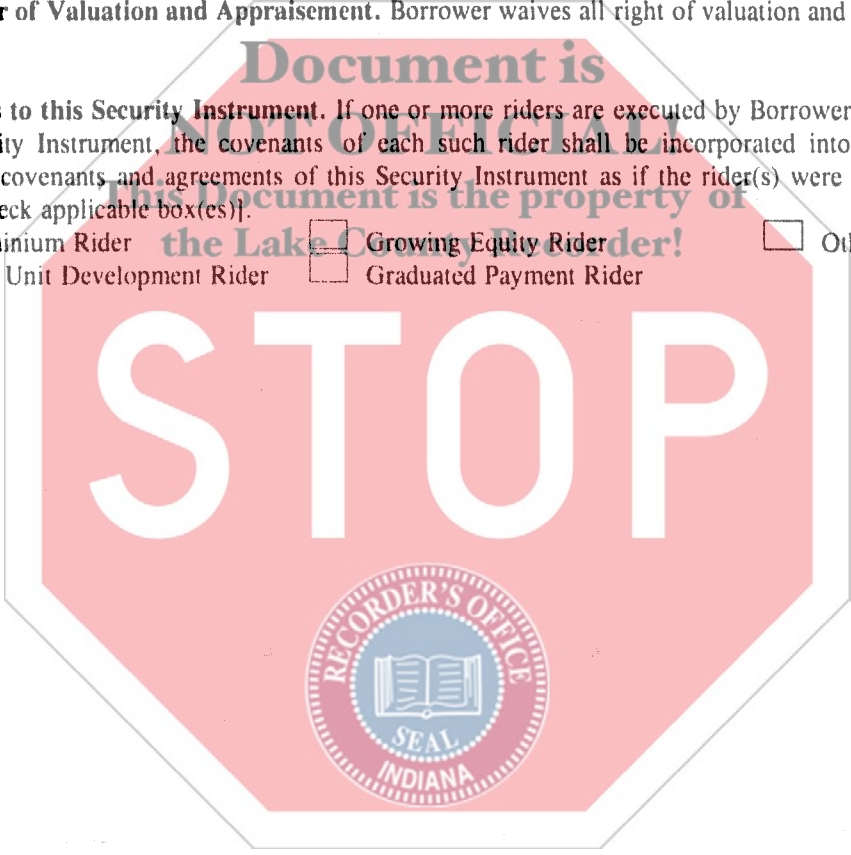 r of Valuation and Appraisement. Borrower waives all right of valuation and
Document is
s to this Security Instrument. If one or more riders are executed by Borrower
NOT OFFICIAL!
ity Instrument, the covenants of each such rider shall be incorporated into
covenants and agreements of this Security Instrument as if the rider(s) were
This Document is the property of
eck applicable box(es)].
inium Rider
Growing Equity Rider
Ot
the Lake County Recorder!
Unit Development Rider
Graduated Payment Rider
STOP
RECORDER'S OFFICE
SEAL
INDIANA